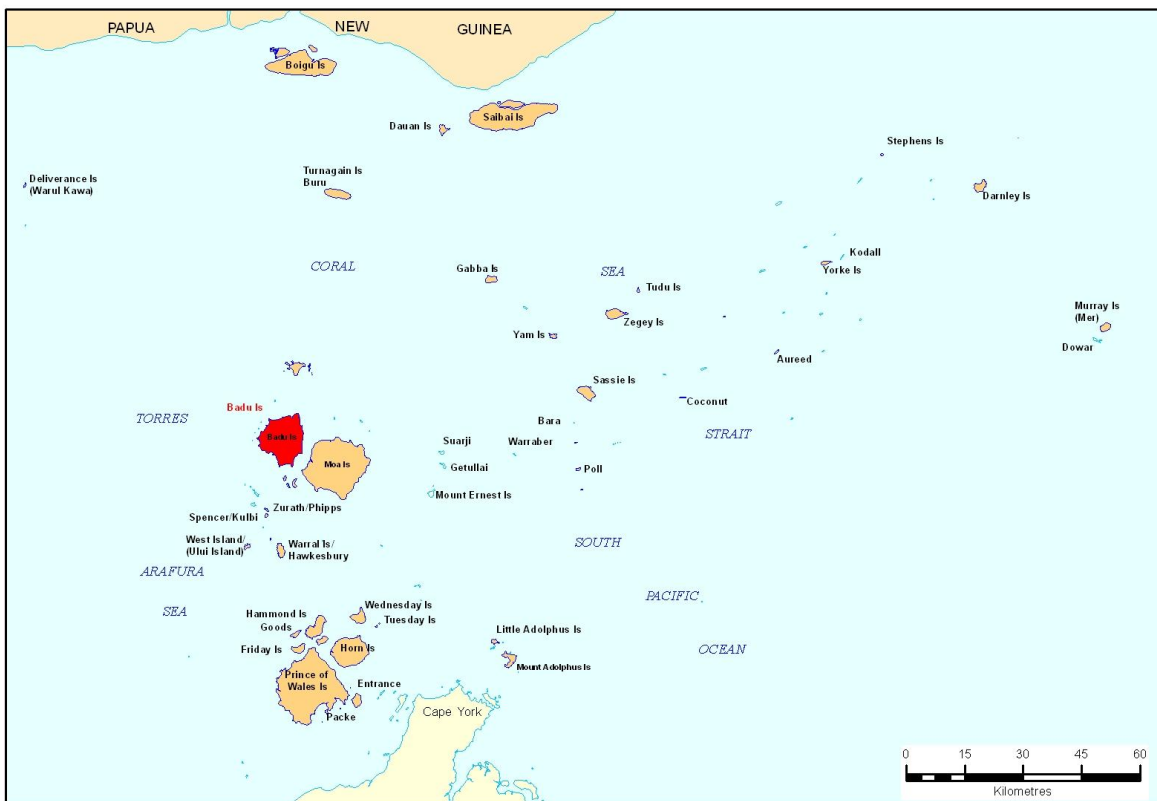 PAPUA NEW GUINEA
Boigu Is
Saibai Is
Dauan Is
Stephens Is
Deliverance Is
(Warul Kawa)
Turnagain Is
Buru
Darnley Is
CORAL SEA
Gabba Is
Kodall
Yorke Is
Tudu Is
Zegey Is
Murray Is
(Mer)
Dowar
Yam Is
Aureed
Sassie Is
Coconut
Badu Is
TORRES STRAIT
Bara
Badu Is
Suarji
Warraber
Moa Is
Getullai
Poll
Mount Ernest Is
Zurath/Phipps
Spencer/Kulbi
West Island/
(Ului Island)
Warral Is/
Hawkesbury
SOUTH
ARAFURA
SEA
PACIFIC
OCEAN
Wednesday Is
Hammond Is
Tuesday Is
Goods
Friday Is
Horn Is
Little Adolphus Is
Mount Adolphus Is
Prince of
Wales Is
Entrance
Packe
Cape York
0 15 30 45 60
Kilometres